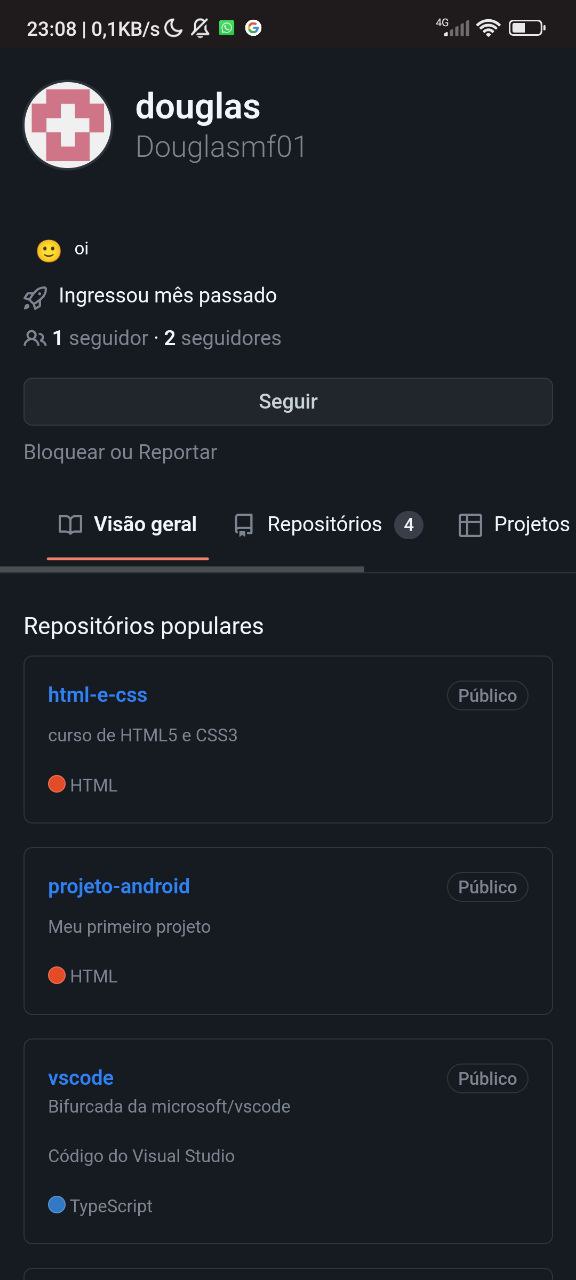 23:08 | 0,1KB/s
4G
douglas
Douglasmf01
oi
Ingressou mês passado
1 seguidor · 2 seguidores
Seguir
Bloquear ou Reportar
Visão geral
Repositórios 4
Projetos
Repositórios populares
html-e-css
Público
curso de HTML5 e CSS3
HTML
projeto-android
Público
Meu primeiro projeto
HTML
vscode
Público
Bifurcada da microsoft/vscode
Código do Visual Studio
TypeScript